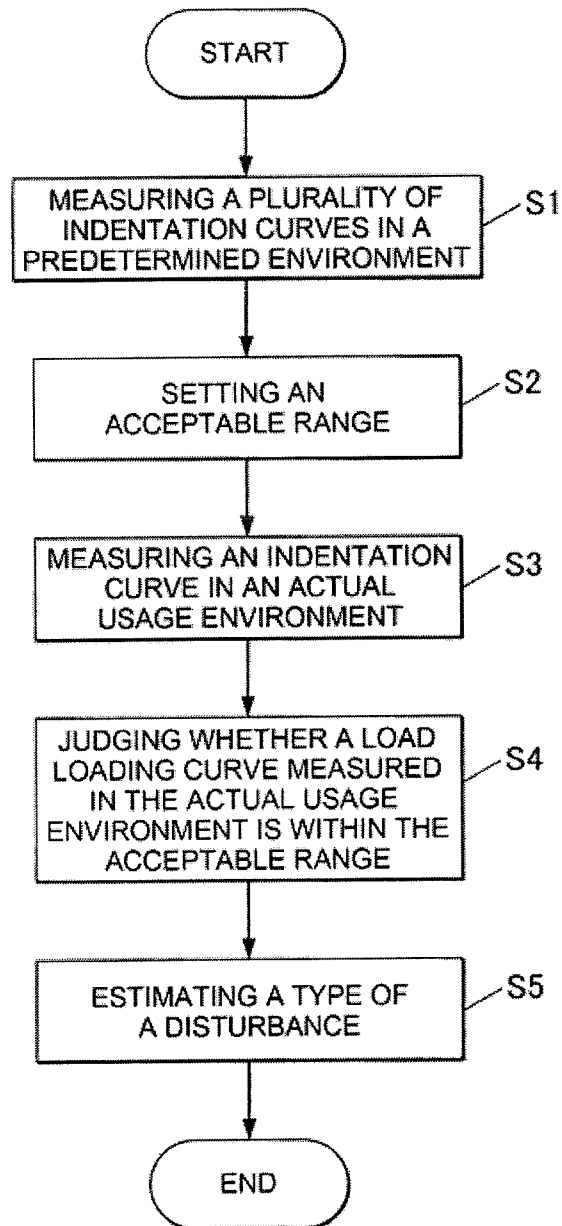 START
MEASURING A PLURALITY OF
INDENTATION CURVES IN A
PREDETERMINED ENVIRONMENT
S1
SETTING AN
ACCEPTABLE RANGE
S2
MEASURING AN INDENTATION
CURVE IN AN ACTUAL
USAGE ENVIRONMENT
S3
JUDGING WHETHER A LOAD
LOADING CURVE MEASURED
IN THE ACTUAL USAGE
ENVIRONMENT IS WITHIN THE
ACCEPTABLE RANGE
S4
ESTIMATING A TYPE OF
A DISTURBANCE
S5
END